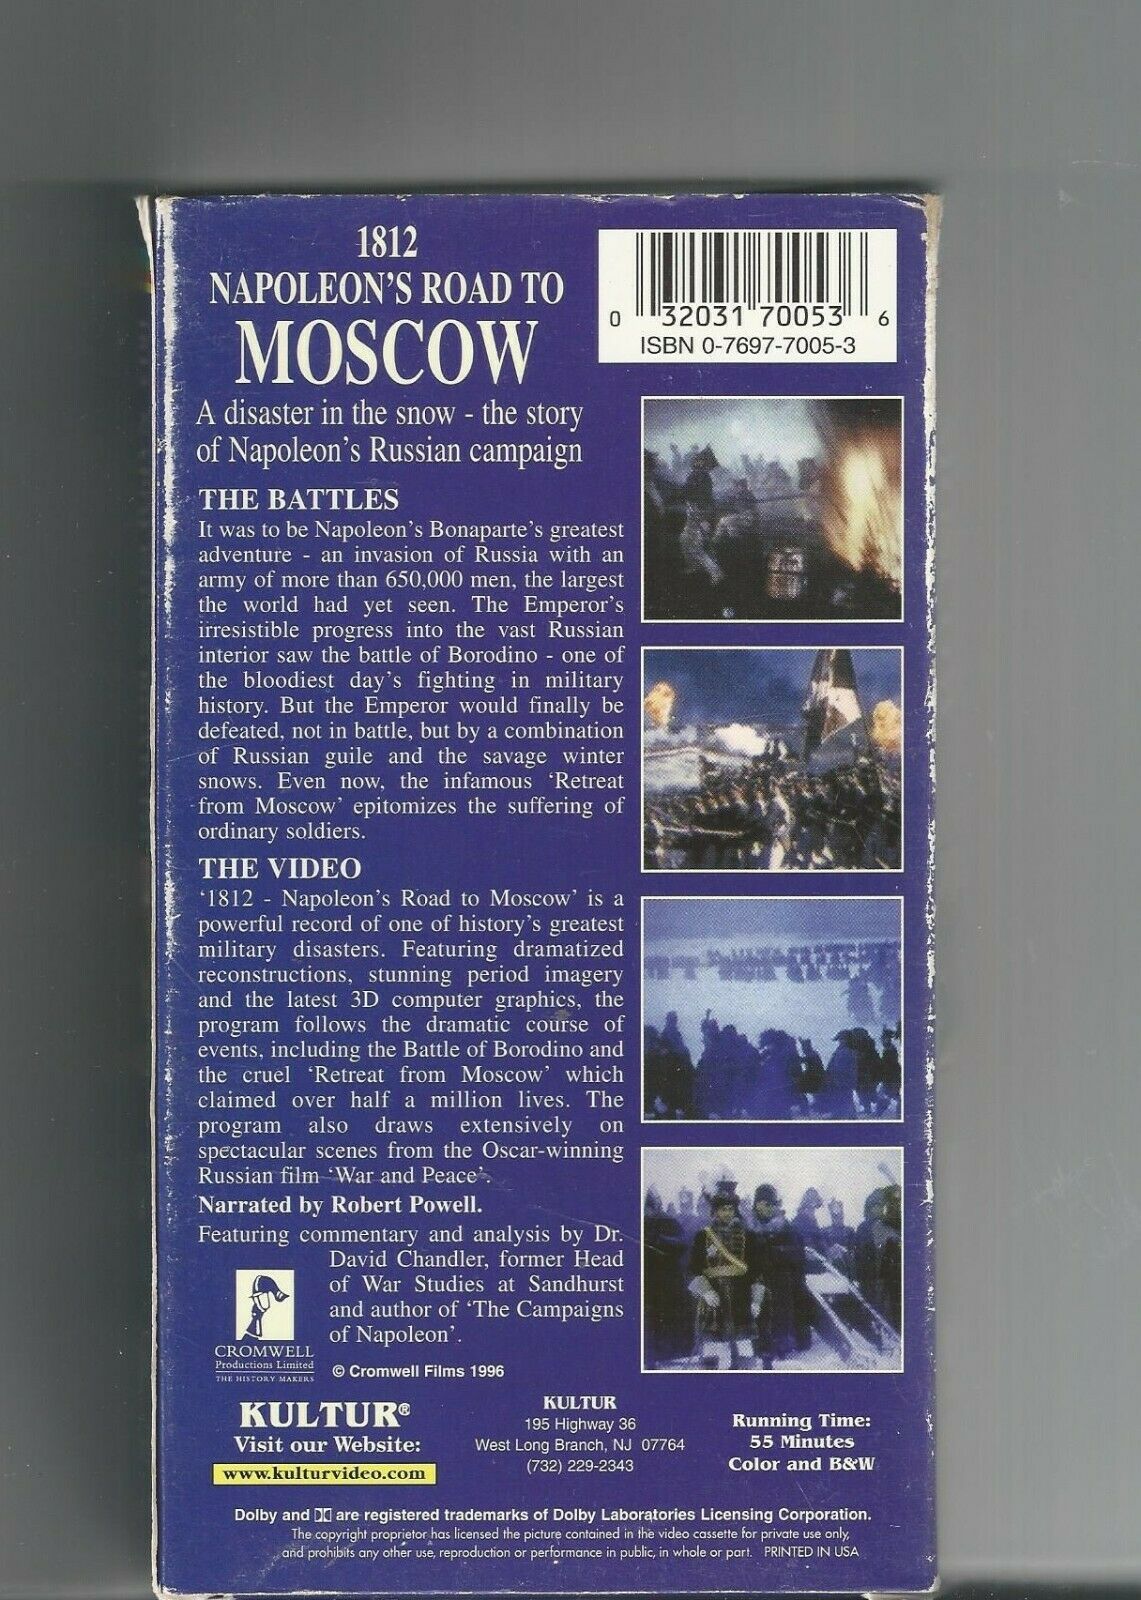 1812
NAPOLEON'S ROAD TO
MOSCOW
A disaster in the snow - the story
of Napoleon's Russian campaign
0 32031 70053 6
ISBN 0-7697-7005-3
THE BATTLES
It was to be Napoleon's Bonaparte's greatest
adventure - an invasion of Russia with an
army of more than 650,000 men, the largest
the world had yet seen. The Emperor's
irresistible progress into the vast Russian
interior saw the battle of Borodino - one of
the bloodiest day's fighting in military
history. But the Emperor would finally be
defeated, not in battle, but by a combination
of Russian guile and the savage winter
snows. Even now, the infamous 'Retreat
from Moscow' epitomizes the suffering of
ordinary soldiers.
THE VIDEO
'1812 - Napoleon's Road to Moscow' is a
powerful record of one of history's greatest
military disasters. Featuring dramatized
reconstructions, stunning period imagery
and the latest 3D computer graphics, the
program follows the dramatic course of
events, including the Battle of Borodino and
the cruel 'Retreat from Moscow' which
claimed over half a million lives. The
program also draws extensively on
spectacular scenes from the Oscar-winning
Russian film 'War and Peace'.
Narrated by Robert Powell.
Featuring commentary and analysis by Dr.
David Chandler, former Head
of War Studies at Sandhurst
and author of 'The Campaigns
of Napoleon'.
CROMWELL
Productions Limited
THE HISTORY MAKERS
© Cromwell Films 1996
KULTUR®
Visit our Website:
www.kulturvideo.com
KULTUR
195 Highway 36
West Long Branch, NJ 07764
(732) 229-2343
Running Time:
55 Minutes
Color and B&W
Dolby and are registered trademarks of Dolby Laboratories Licensing Corporation.
The copyright proprietor has licensed the picture contained in the video cassette for private use only,
and prohibits any other use, reproduction or performance in public, in whole or part. PRINTED IN USA